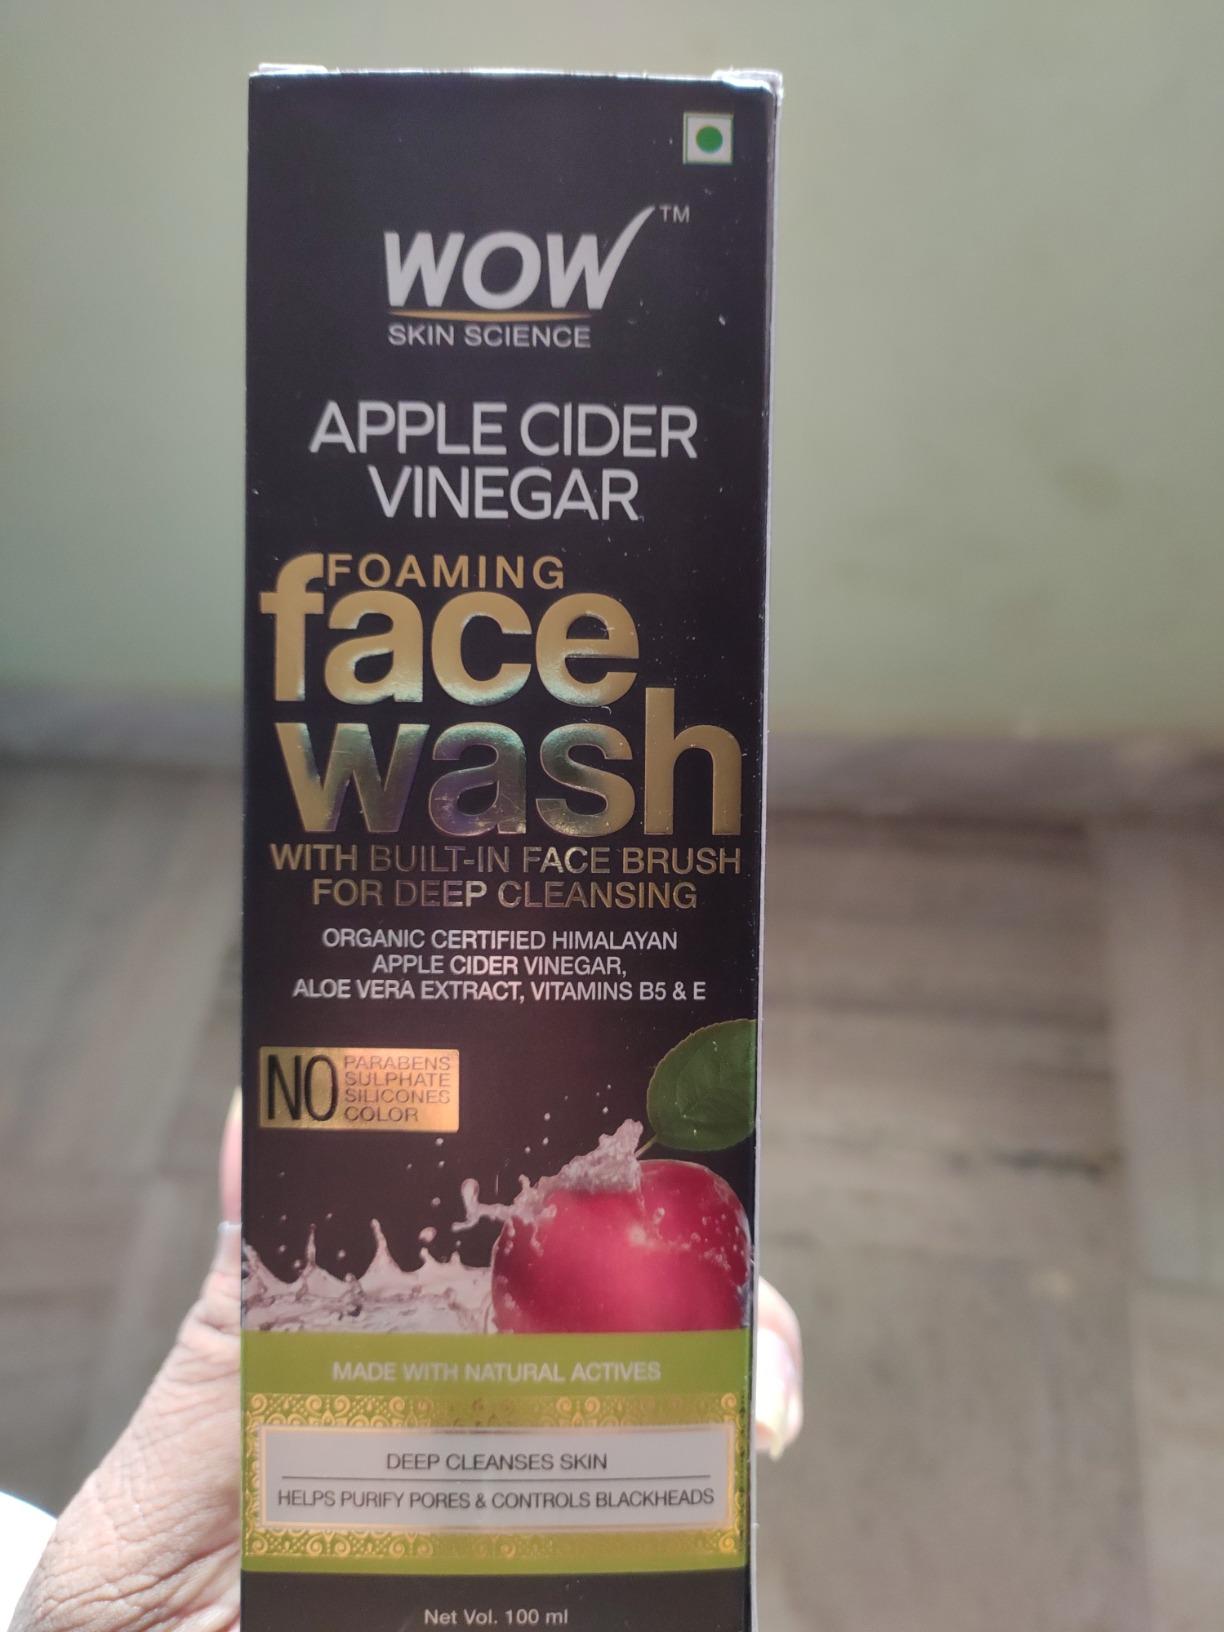 WOW™
SKIN SCIENCE
APPLE CIDER
VINEGAR
FOAMING
face
wash
WITH BUILT-IN FACE BRUSH
FOR DEEP CLEANSING
ORGANIC CERTIFIED HIMALAYAN
APPLE CIDER VINEGAR,
ALOE VERA EXTRACT, VITAMINS B5 & E
NO PARABENS
SULPHATE
SILICONES
COLOR
MADE WITH NATURAL ACTIVES
DEEP CLEANSES SKIN
HELPS PURIFY PORES & CONTROLS BLACKHEADS
Net Vol. 100 ml